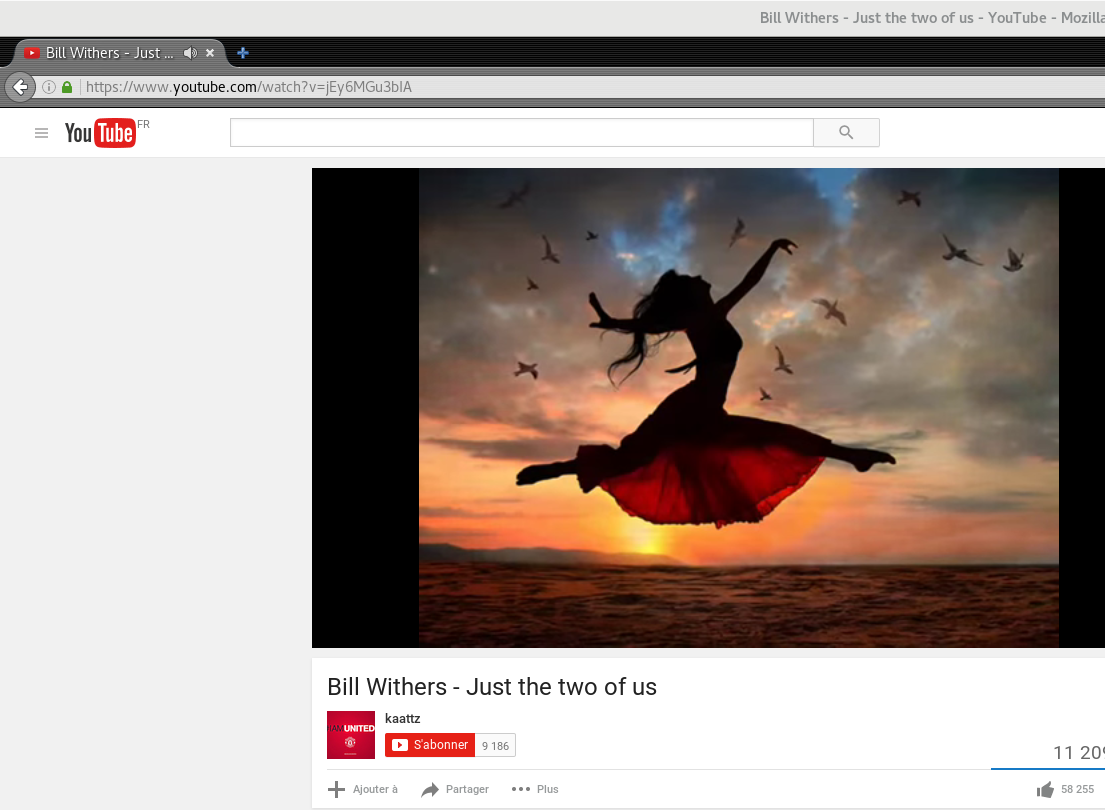 Bill Withers - Just the two of us - YouTube - Mozilla
Bill Withers - Just ...
https://www.youtube.com/watch?v=jEy6MGu3bIA
YouTube FR
Bill Withers - Just the two of us
UNITED
kaattz
S'abonner 9 186
11 209
Ajouter à Partager ••• Plus 58 255